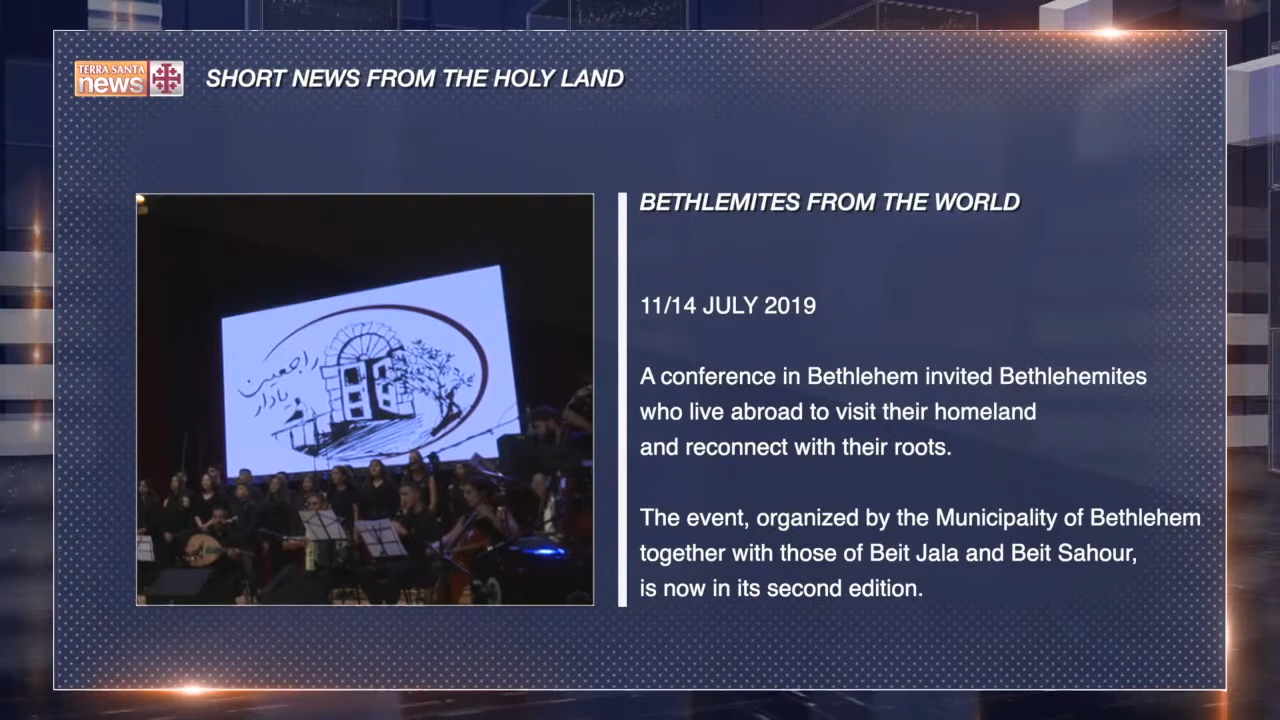 TERRA SANTA
news
SHORT NEWS FROM THE HOLY LAND
BETHLEMITES FROM THE WORLD
راجعين
يا دار
11/14 JULY 2019
A conference in Bethlehem invited Bethlehemites
who live abroad to visit their homeland
and reconnect with their roots.
The event, organized by the Municipality of Bethlehem
together with those of Beit Jala and Beit Sahour,
is now in its second edition.